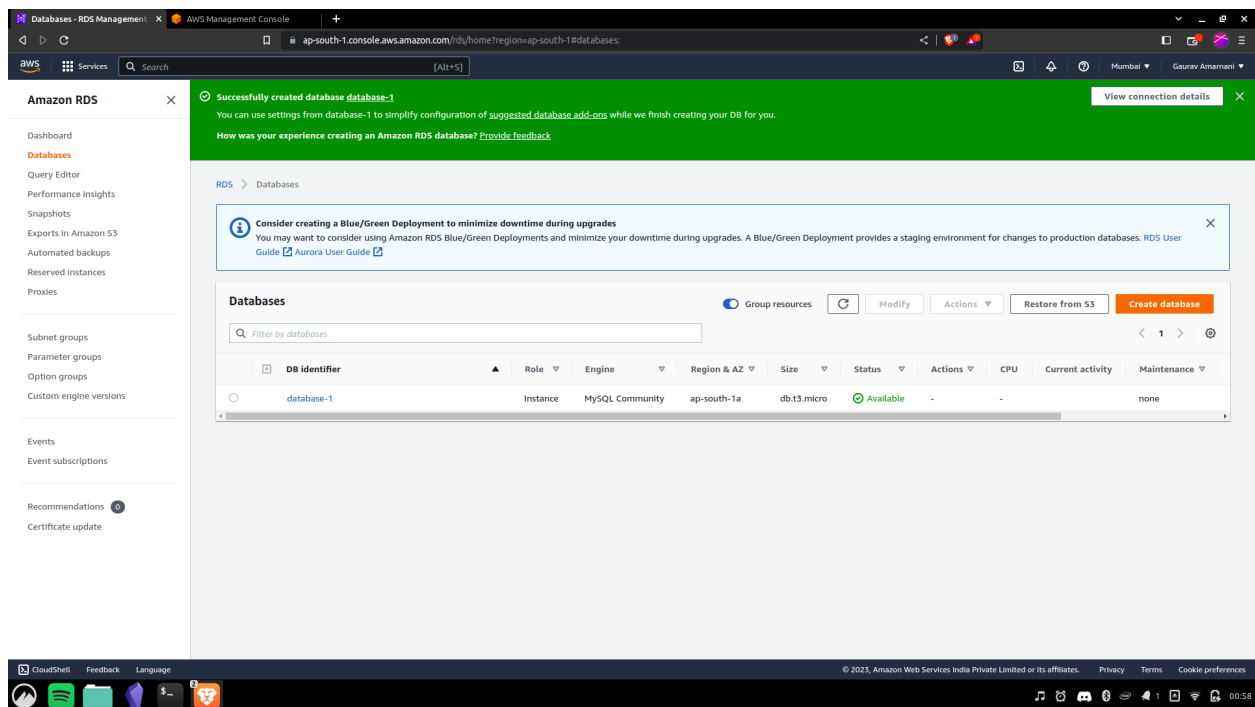 Databases - RDS Management
AWS Management Console
ap-south-1.console.aws.amazon.com/rds/home?region=ap-south-1#databases:
aws
Services
Search
[Alt+S]
Mumbai ▼
Gaurav Amarnani ▼
Amazon RDS
Dashboard
Databases
Query Editor
Performance insights
Snapshots
Exports in Amazon S3
Automated backups
Reserved instances
Proxies
Subnet groups
Parameter groups
Option groups
Custom engine versions
Events
Event subscriptions
Recommendations 0
Certificate update
Successfully created database database-1
View connection details
You can use settings from database-1 to simplify configuration of suggested database add-ons while we finish creating your DB for you.
How was your experience creating an Amazon RDS database? Provide feedback
RDS > Databases
Consider creating a Blue/Green Deployment to minimize downtime during upgrades
You may want to consider using Amazon RDS Blue/Green Deployments and minimize your downtime during upgrades. A Blue/Green Deployment provides a staging environment for changes to production databases. RDS User
Guide Aurora User Guide
Databases
Group resources
Modify
Actions ▼
Restore from S3
Create database
Filter by databases
< 1 >
DB identifier ▲ Role Engine Region & AZ Size Status Actions CPU Current activity Maintenance
database-1 Instance MySQL Community ap-south-1a db.t3.micro Available - - none
CloudShell Feedback Language
© 2023, Amazon Web Services India Private Limited or its affiliates. Privacy Terms Cookie preferences
2
1
00:58